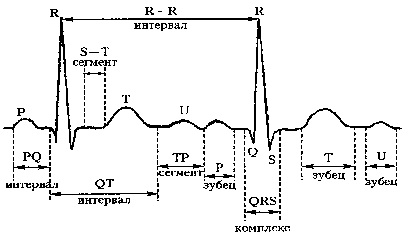 R
R - R
интервал
R
S—T
сегмент
P
T
U
Q
S
PQ
интервал
QT
интервал
TP
сегмент
P
зубец
QRS
комплекс
T
зубец
U
зубец